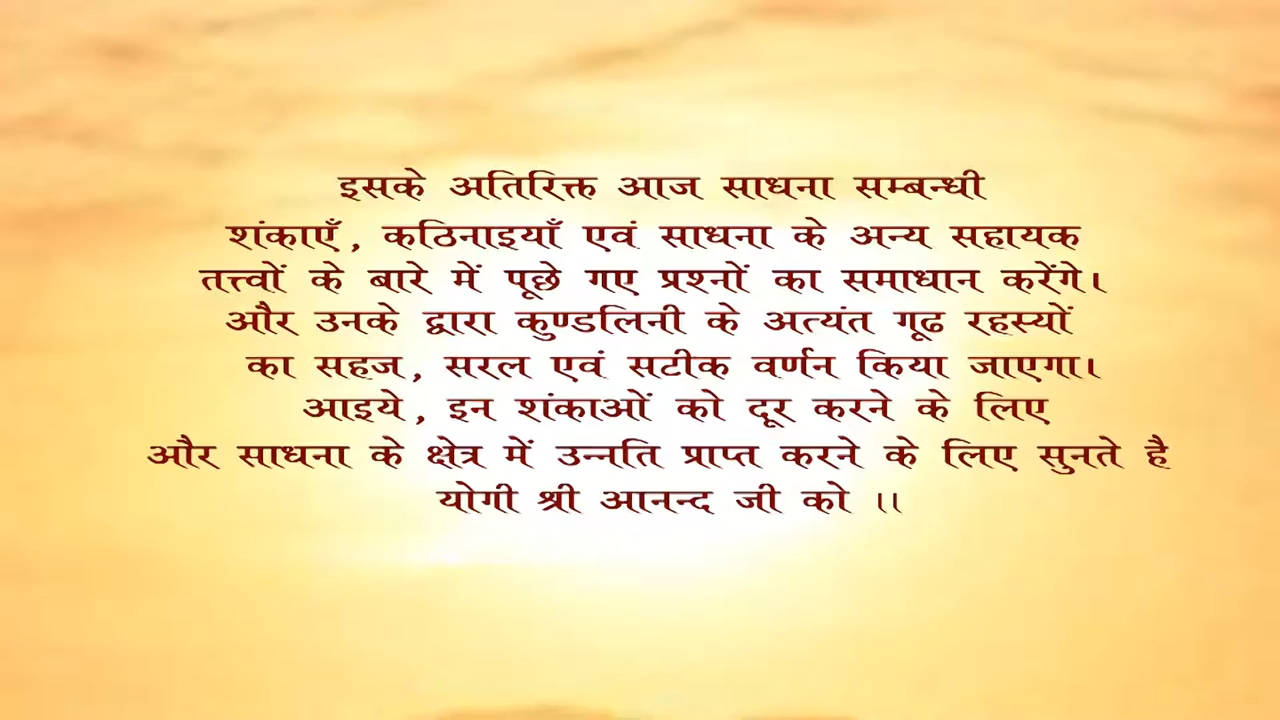 इसके अतिरिक्त आज साधना सम्बन्धी
शंकाएँ, कठिनाइयाँ एवं साधना के अन्य सहायक
तत्त्वों के बारे में पूछे गए प्रश्नों का समाधान करेंगे।
और उनके द्वारा कुण्डलिनी के अत्यंत गूढ रहस्यों
का सहज, सरल एवं सटीक वर्णन किया जाएगा।
आइये, इन शंकाओं को दूर करने के लिए
और साधना के क्षेत्र में उन्नति प्राप्त करने के लिए सुनते है
योगी श्री आनन्द जी को ।।